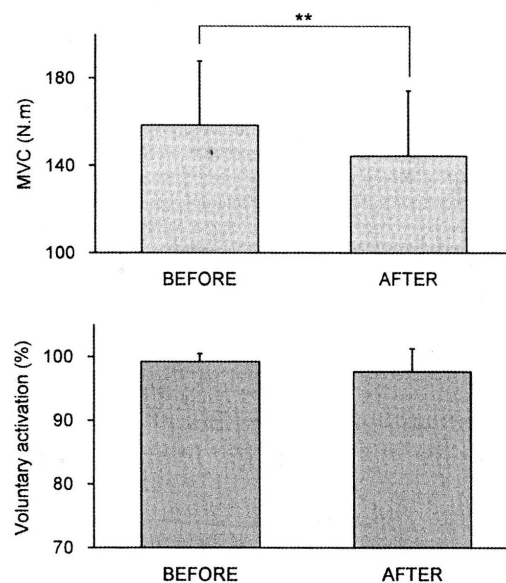 **
180
140
100
MVC (N.m)
BEFORE AFTER
100
90
80
70
Voluntary activation (%)
BEFORE AFTER